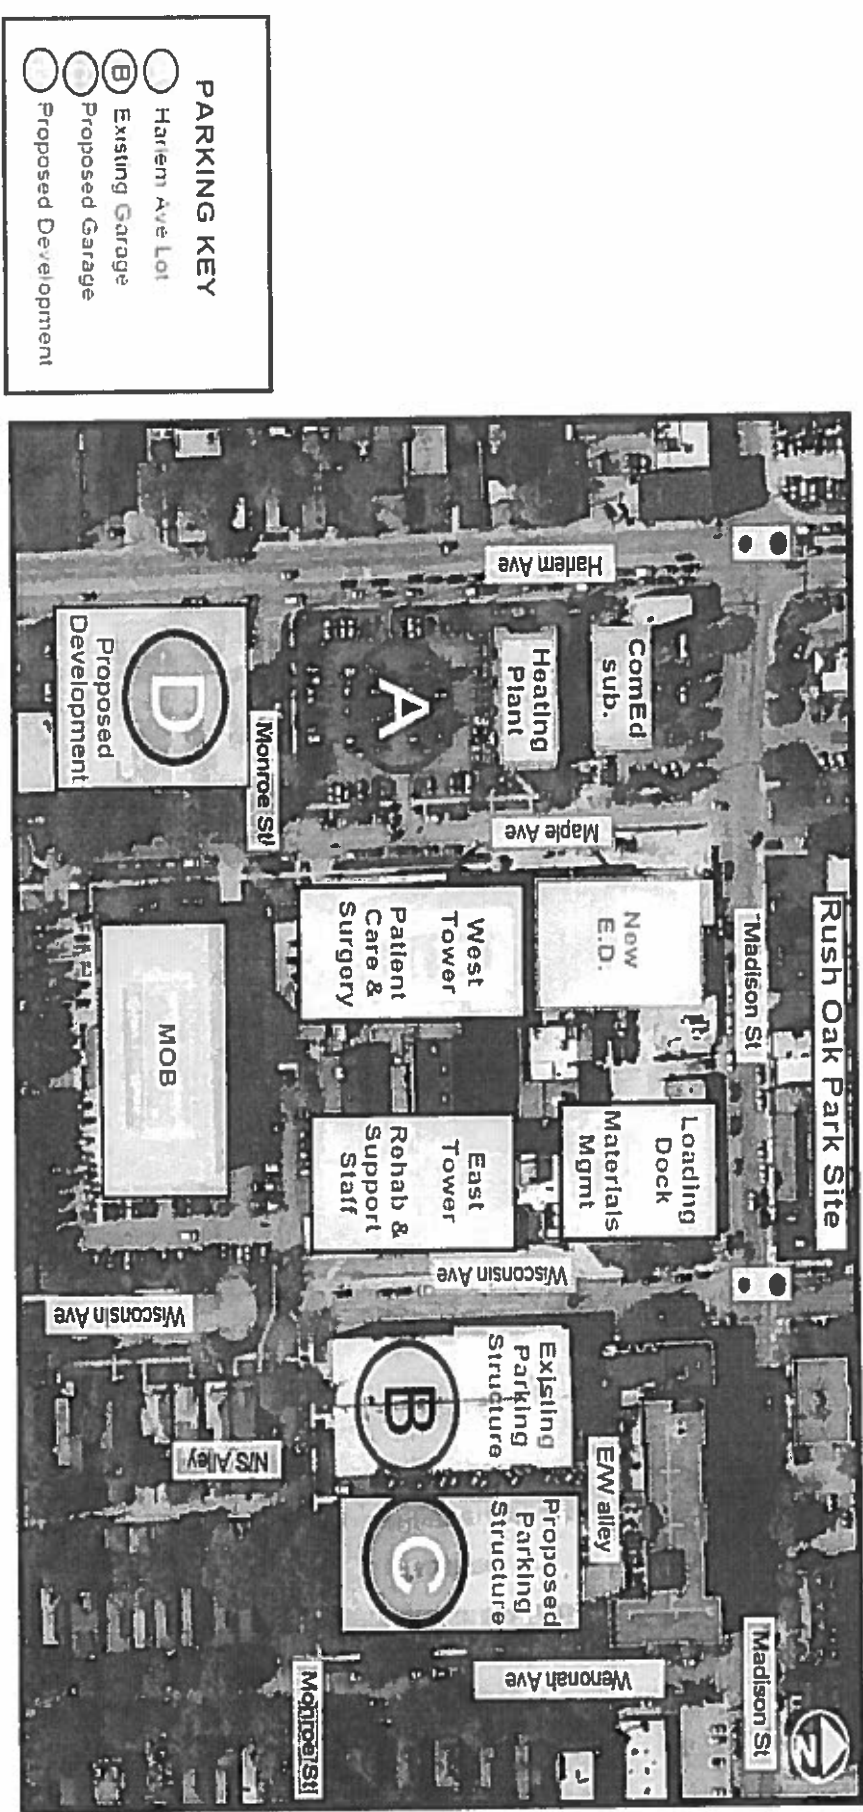 Rush Oak Park Site
N
Madison St
Madison St
Harlem Ave
ComEd
sub.
Heating
Plant
A
Maple Ave
New
E.D.
West
Tower
Patient
Care &
Surgery
Loading
Dock
Materials
Mgmt
East
Tower
Rehab &
Support
Staff
Wisconsin Ave
Existing
Parking
Structure
B
E/W alley
Proposed
Parking
Structure
C
Wenonah Ave
Monroe St
Monroe St
D
Proposed
Development
MOB
Wisconsin Ave
N/S Alley
PARKING KEY
Harlem Ave Lot
B Existing Garage
Proposed Garage
Proposed Development